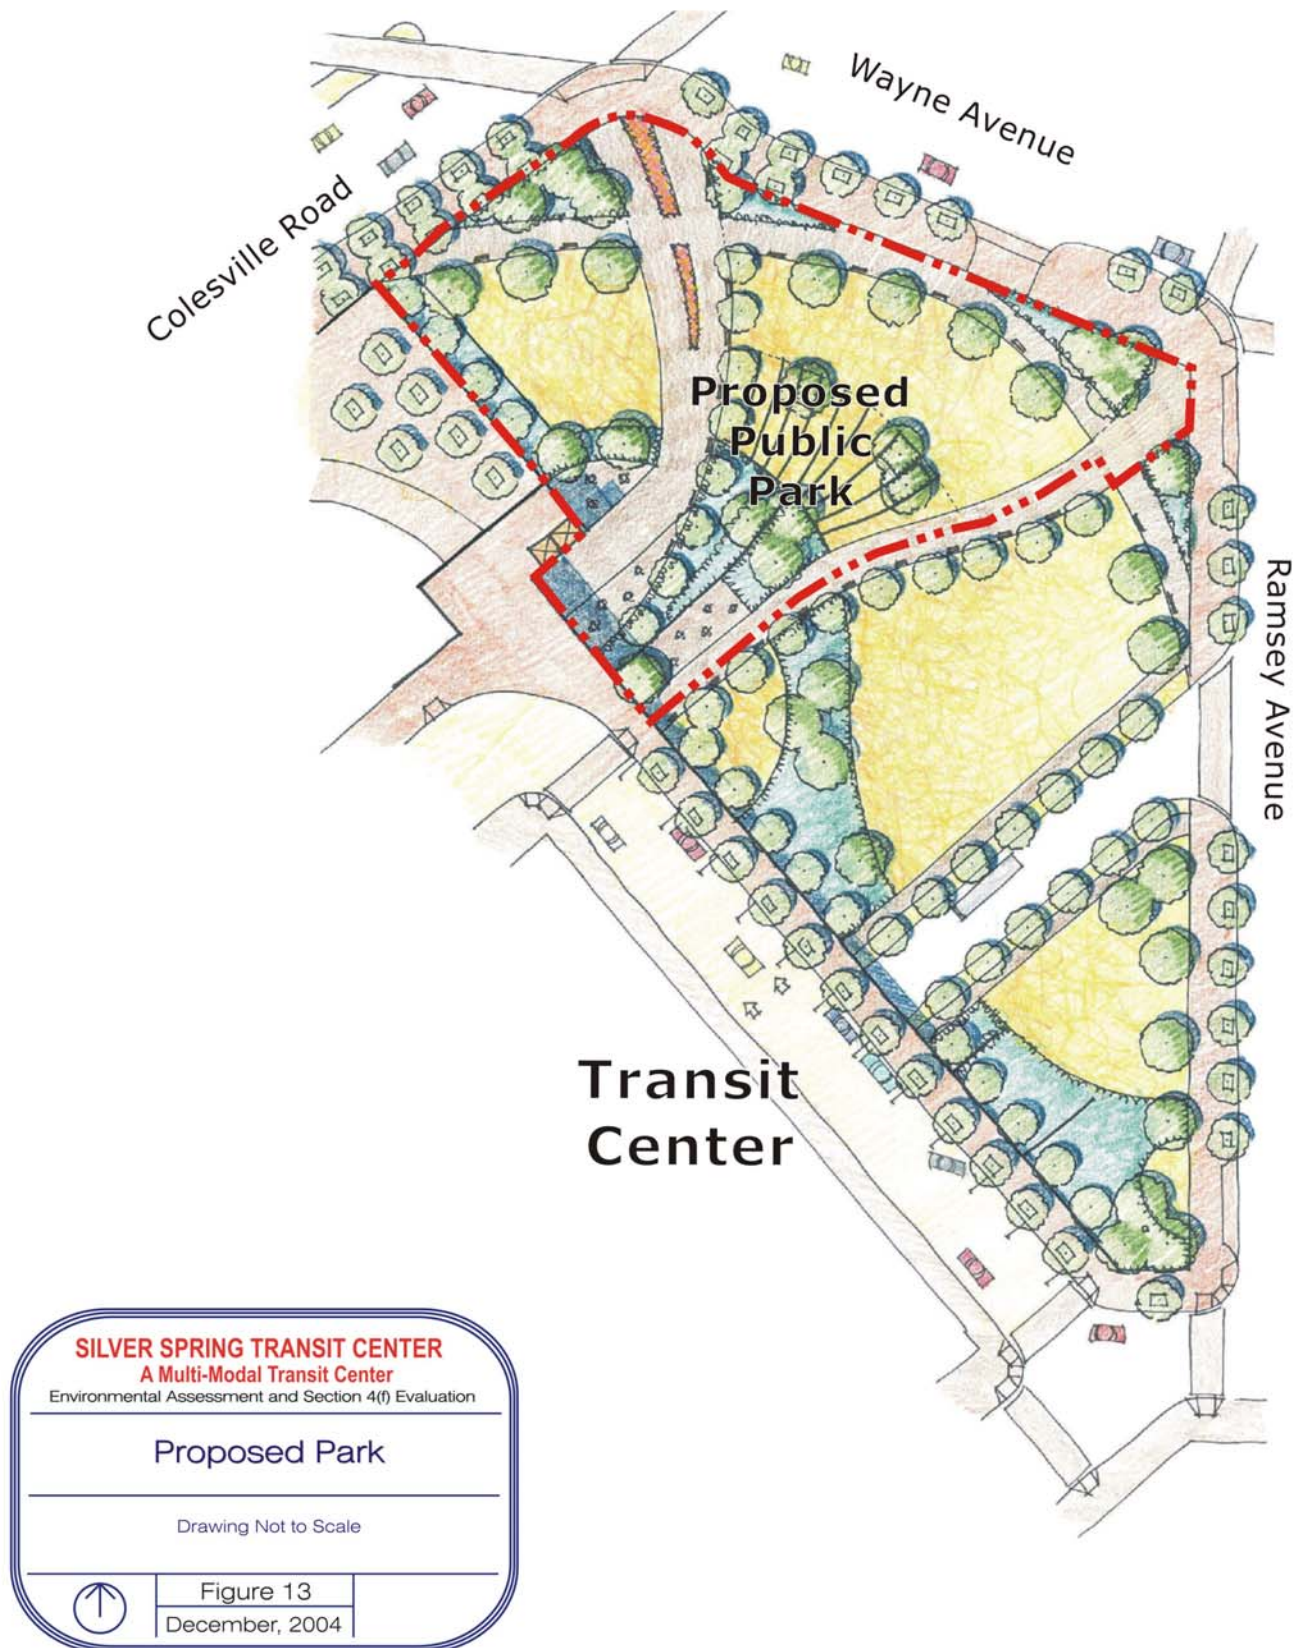 Wayne Avenue
Colesville Road
Proposed
Public
Park
Ramsey Avenue
Transit
Center
SILVER SPRING TRANSIT CENTER
A Multi-Modal Transit Center
Environmental Assessment and Section 4(f) Evaluation
Proposed Park
Drawing Not to Scale
Figure 13
December, 2004